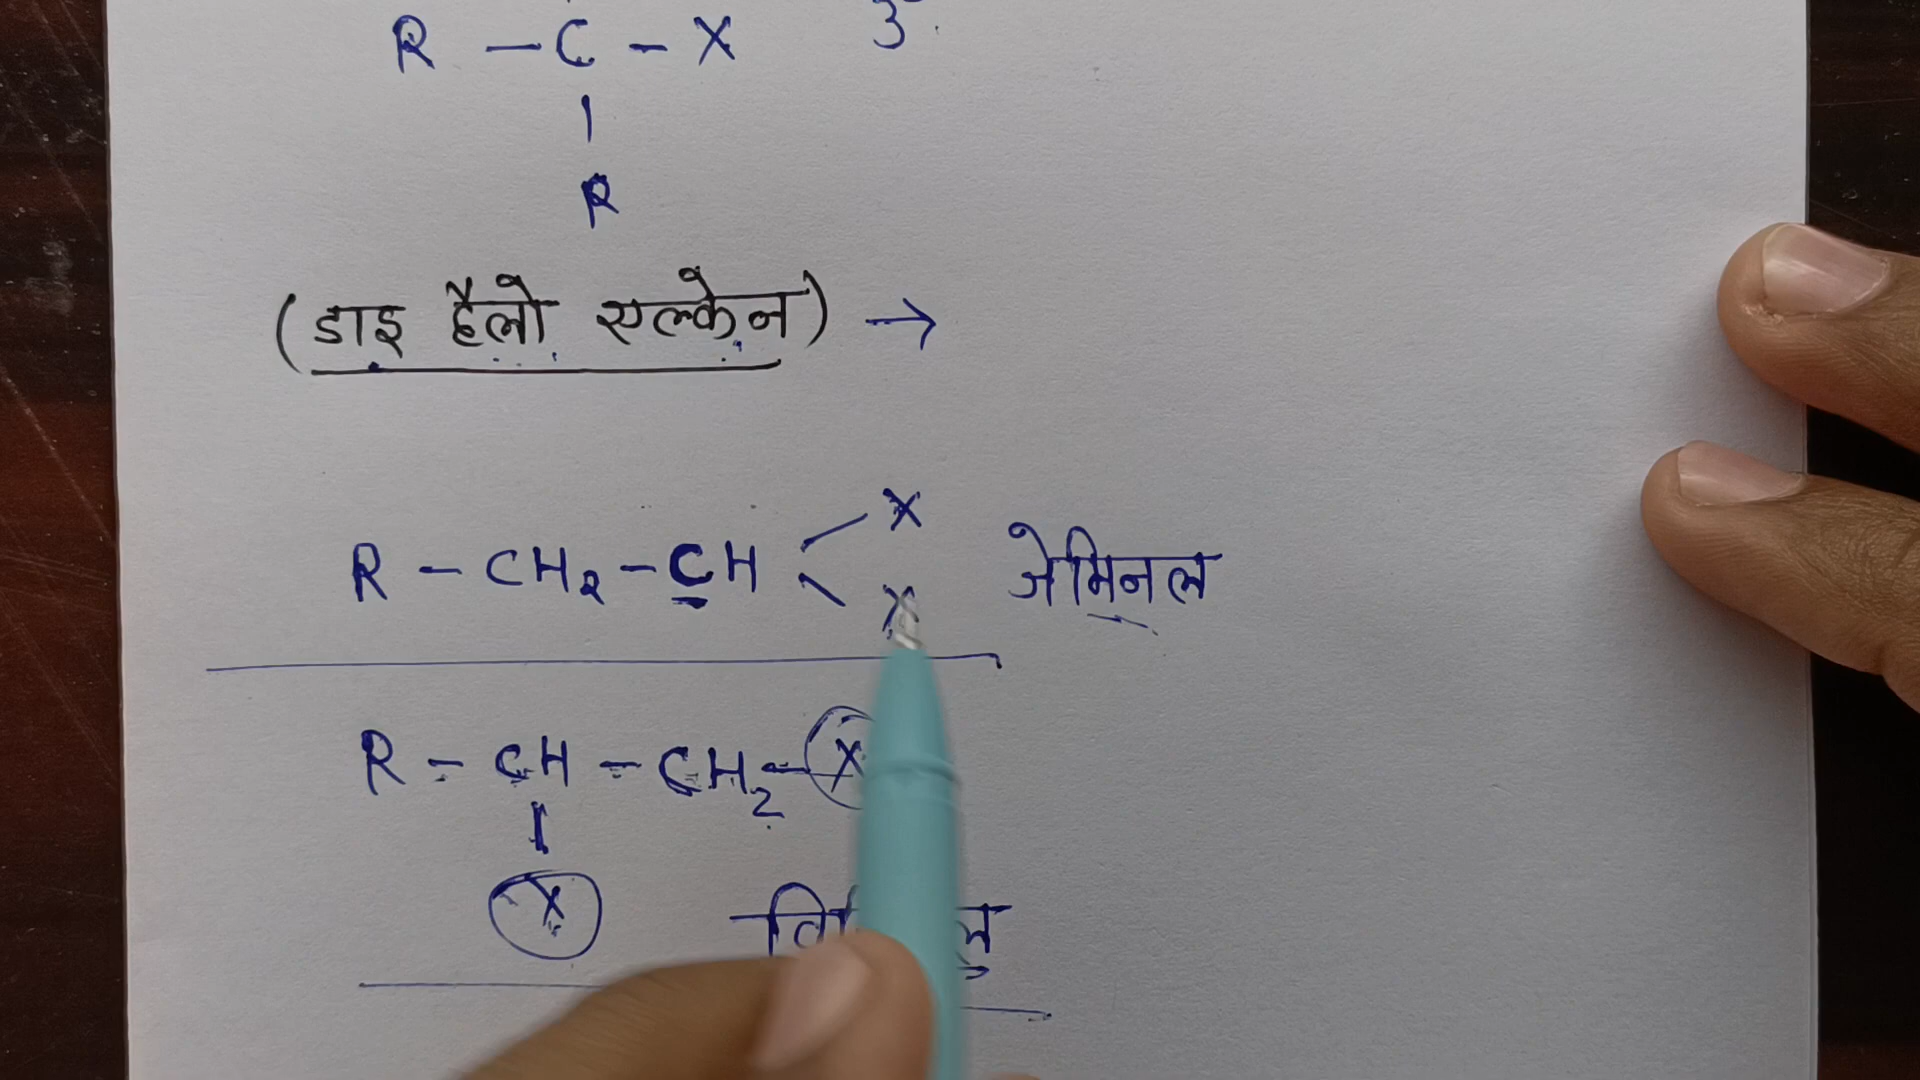 R – C – X 3°
|
R
(डाइ हैलो एल्केन) →
X
R – CH₂ – CH < जेमिनल
X
R – CH – CH₂ – X
|
X